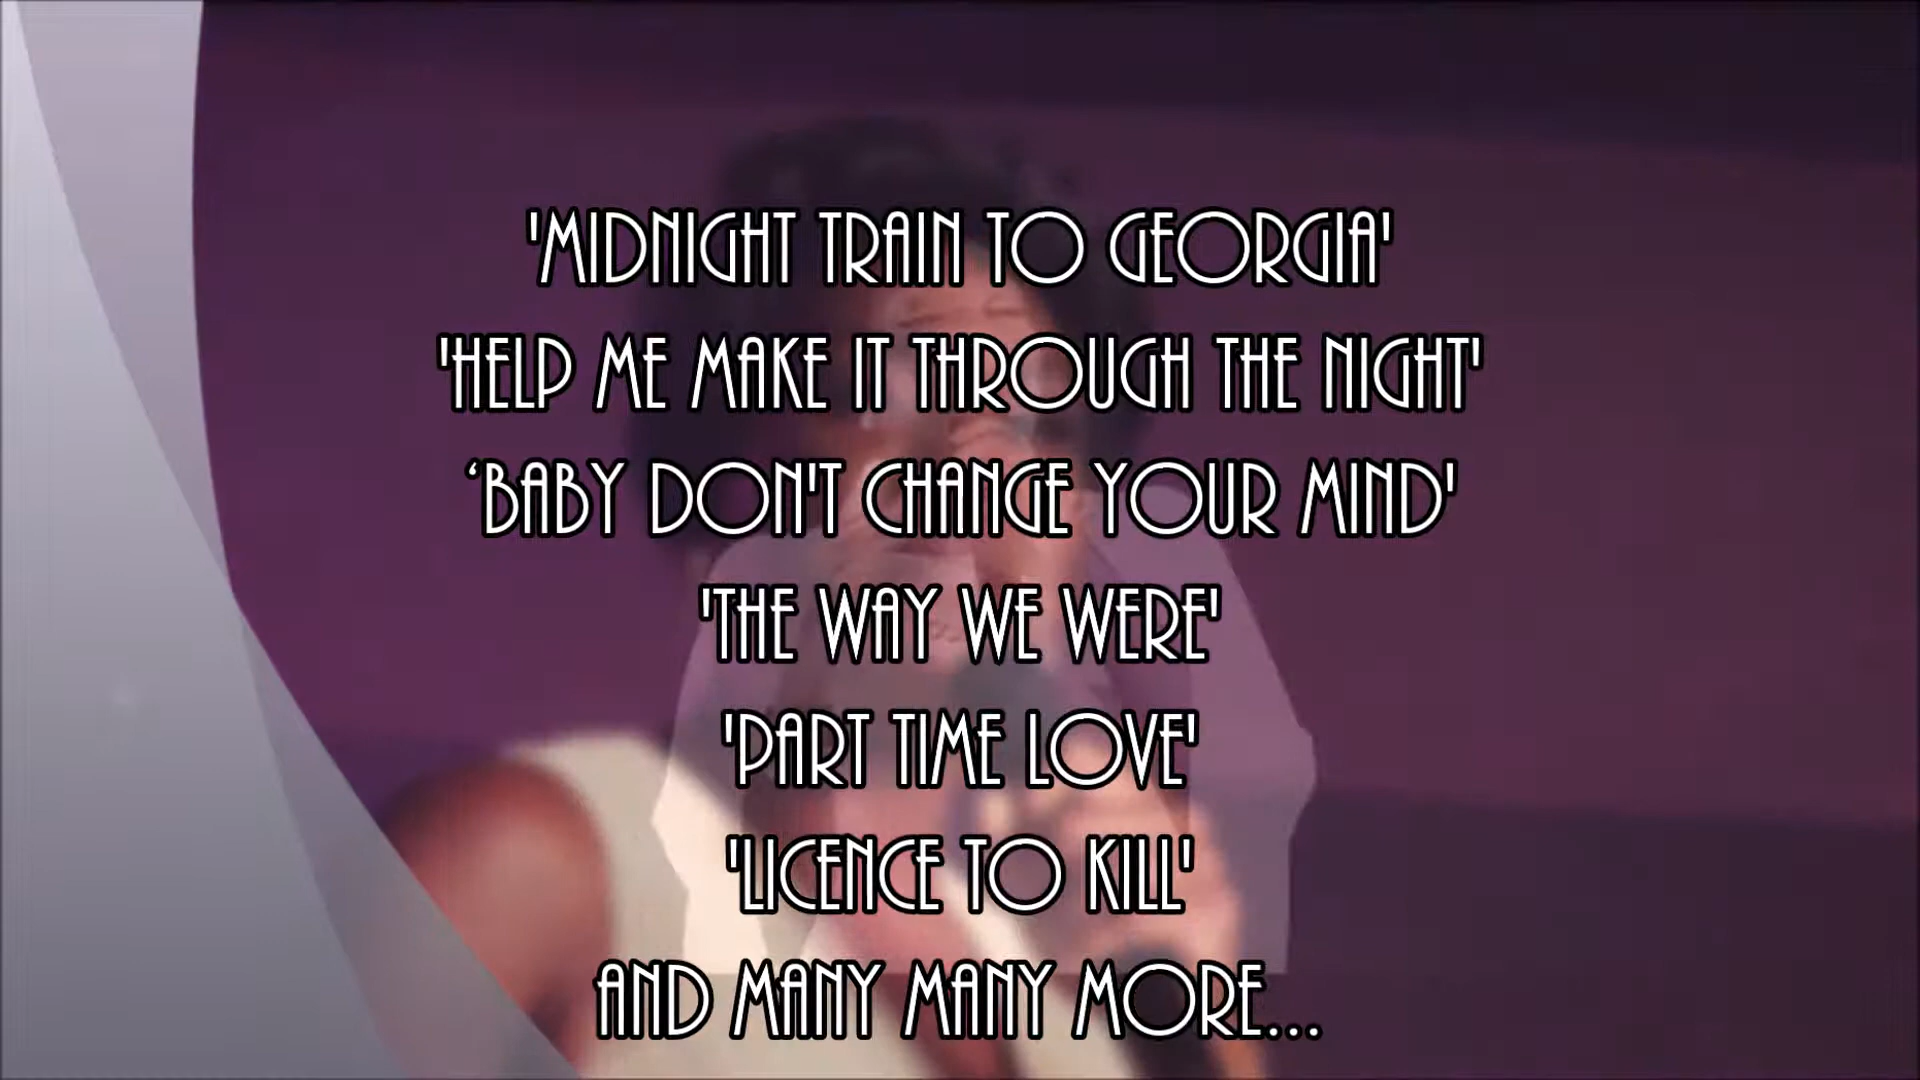 'MIDNIGHT TRAIN TO GEORGIA'
'HELP ME MAKE IT THROUGH THE NIGHT'
‘BABY DON'T CHANGE YOUR MIND'
'THE WAY WE WERE'
'PART TIME LOVE'
'LICENCE TO KILL'
AND MANY MANY MORE...